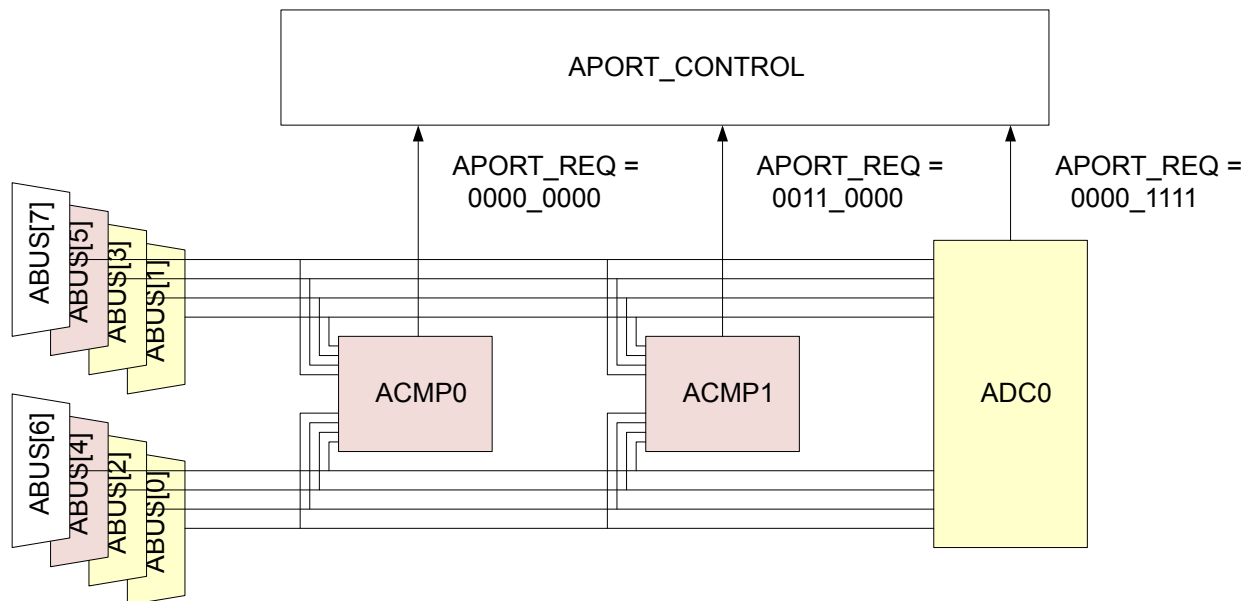 APORT_CONTROL
APORT_REQ =
0000_0000
APORT_REQ =
0011_0000
APORT_REQ =
0000_1111
ABUS[7]
ABUS[5]
ABUS[3]
ABUS[1]
ACMP0
ACMP1
ADC0
ABUS[6]
ABUS[4]
ABUS[2]
ABUS[0]